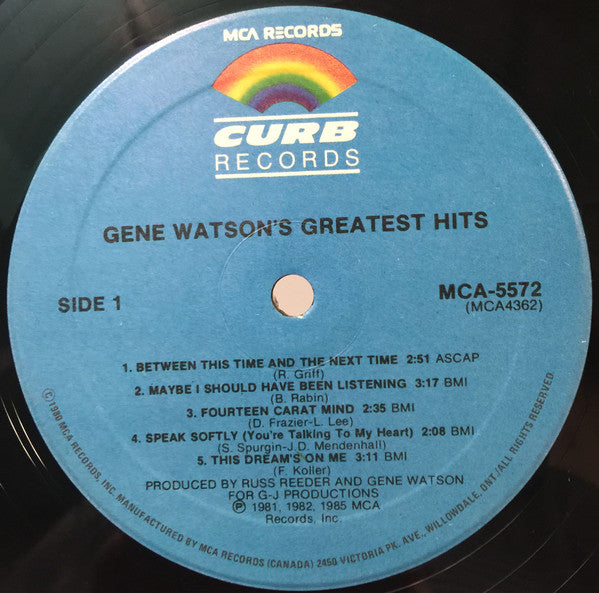 MCA RECORDS
CURB
RECORDS
GENE WATSON'S GREATEST HITS
SIDE 1
MCA-5572
(MCA4362)
1. BETWEEN THIS TIME AND THE NEXT TIME 2:51 ASCAP
(R. Griff)
2. MAYBE I SHOULD HAVE BEEN LISTENING 3:17 BMI
(B. Rabin)
3. FOURTEEN CARAT MIND 2:35 BMI
(D. Frazier-L. Lee)
4. SPEAK SOFTLY (You're Talking To My Heart) 2:08 BMI
(S. Spurgin-J.D. Mendenhall)
5. THIS DREAM'S ON ME 3:11 BMI
(F. Koller)
PRODUCED BY RUSS REEDER AND GENE WATSON
FOR G-J PRODUCTIONS
Ⓟ 1981, 1982, 1985 MCA
Records, Inc.
© 1980 MCA RECORDS, INC. MANUFACTURED BY MCA RECORDS (CANADA) 2450 VICTORIA PK. AVE., WILLOWDALE, ONT./ALL RIGHTS RESERVED.